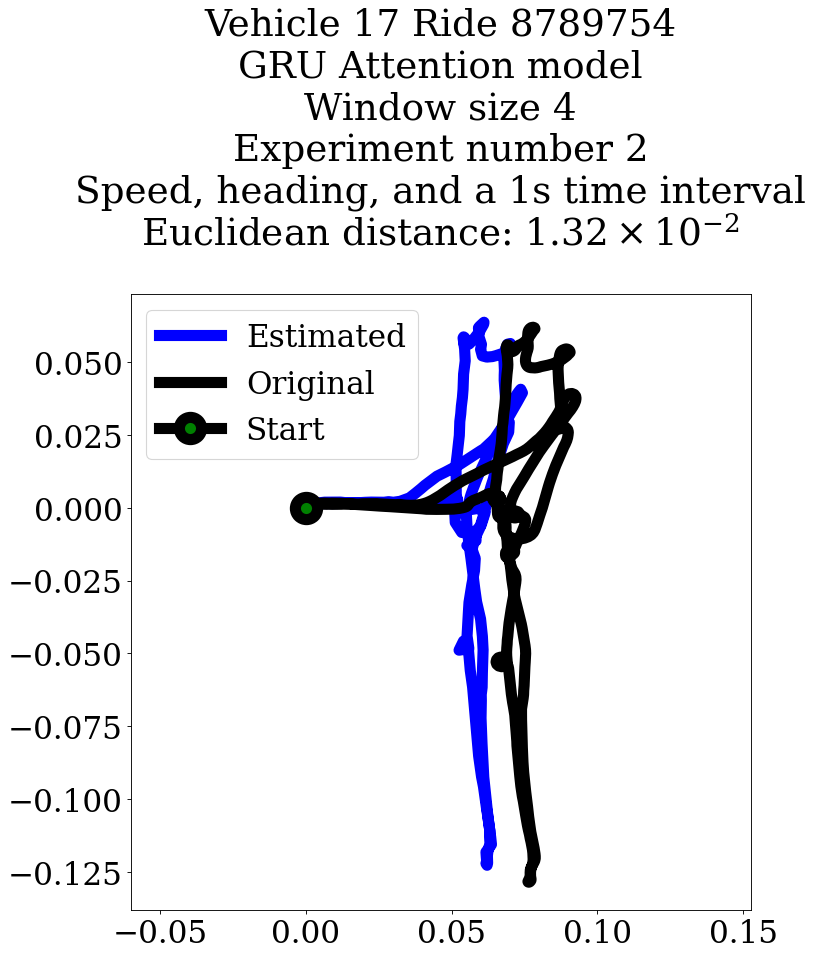 Vehicle 17 Ride 8789754
GRU Attention model
Window size 4
Experiment number 2
Speed, heading, and a 1s time interval
Euclidean distance: 1.32 × 10⁻²
Estimated
Original
Start
0.050
0.025
0.000
−0.025
−0.050
−0.075
−0.100
−0.125
−0.05 0.00 0.05 0.10 0.15